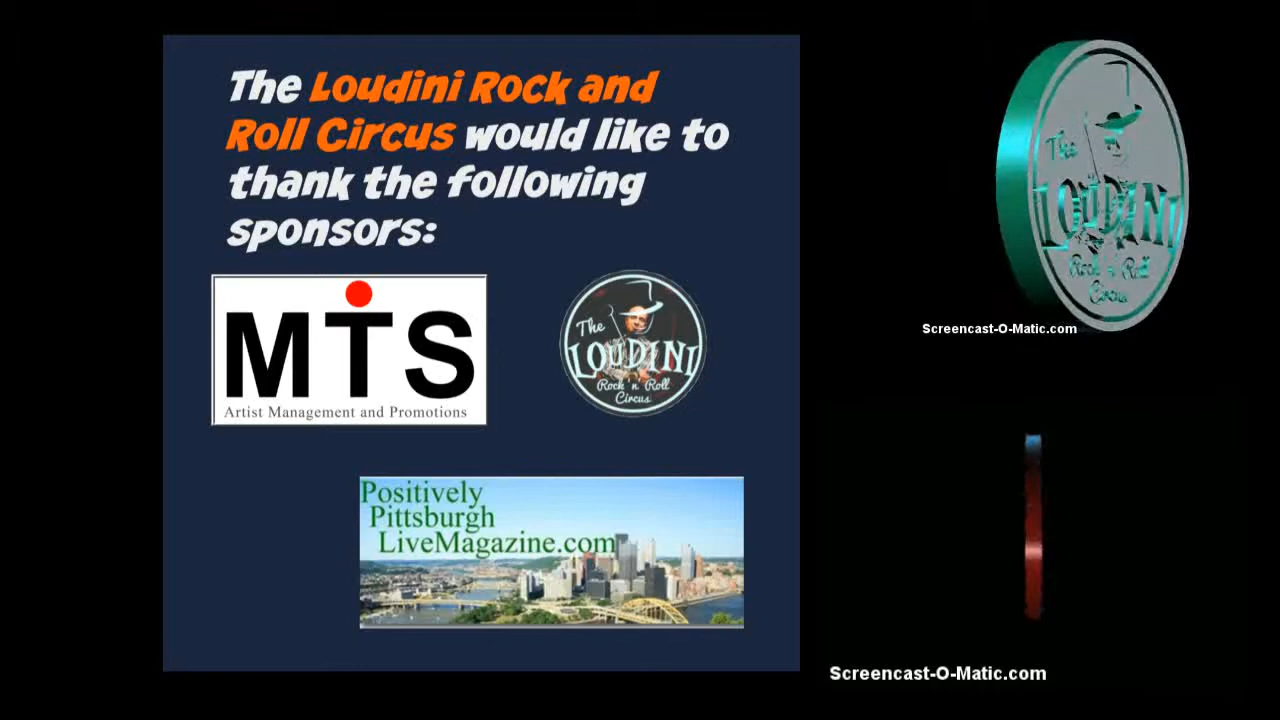 The Loudini Rock and
Roll Circus would like to
thank the following
sponsors:
MTS
Artist Management and Promotions
The
LOUDINI
Rock 'n Roll
Circus
Positively
Pittsburgh
LiveMagazine.com
The
LOUDINI
Rock n Roll
Circus
Screencast-O-Matic.com
Screencast-O-Matic.com